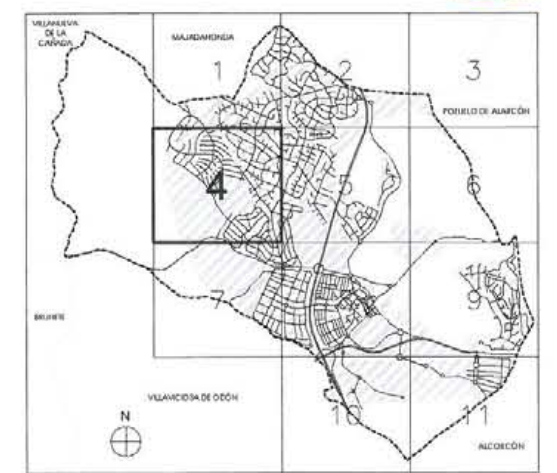 VILLANUEVA
DE LA
CAÑADA
MAJADAHONDA
1
2
3
POZUELO DE ALARCÓN
4
5
6
7
9
BRUNETE
VILLAVICIOSA DE ODÓN
N
10
11
ALCORCÓN